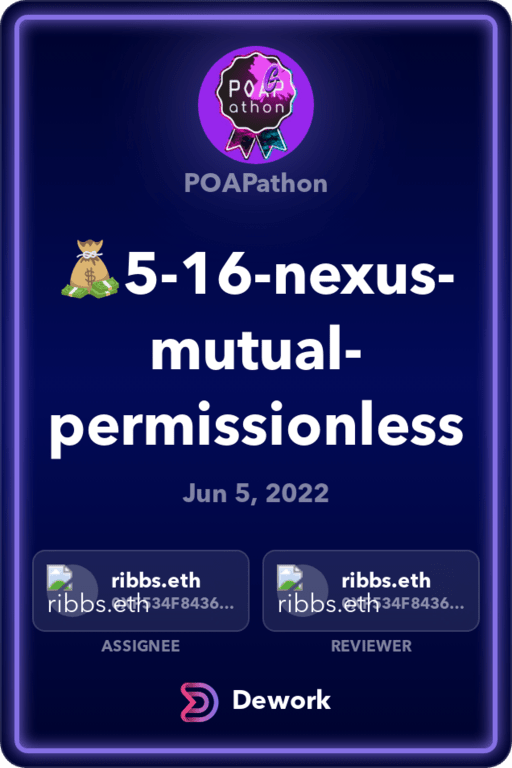 POAP
athon
POAPathon
💰5-16-nexus-
mutual-
permissionless
Jun 5, 2022
ribbs.eth
ribbs.eth
ribbs.eth
ribbs.eth
ASSIGNEE
REVIEWER
Dework